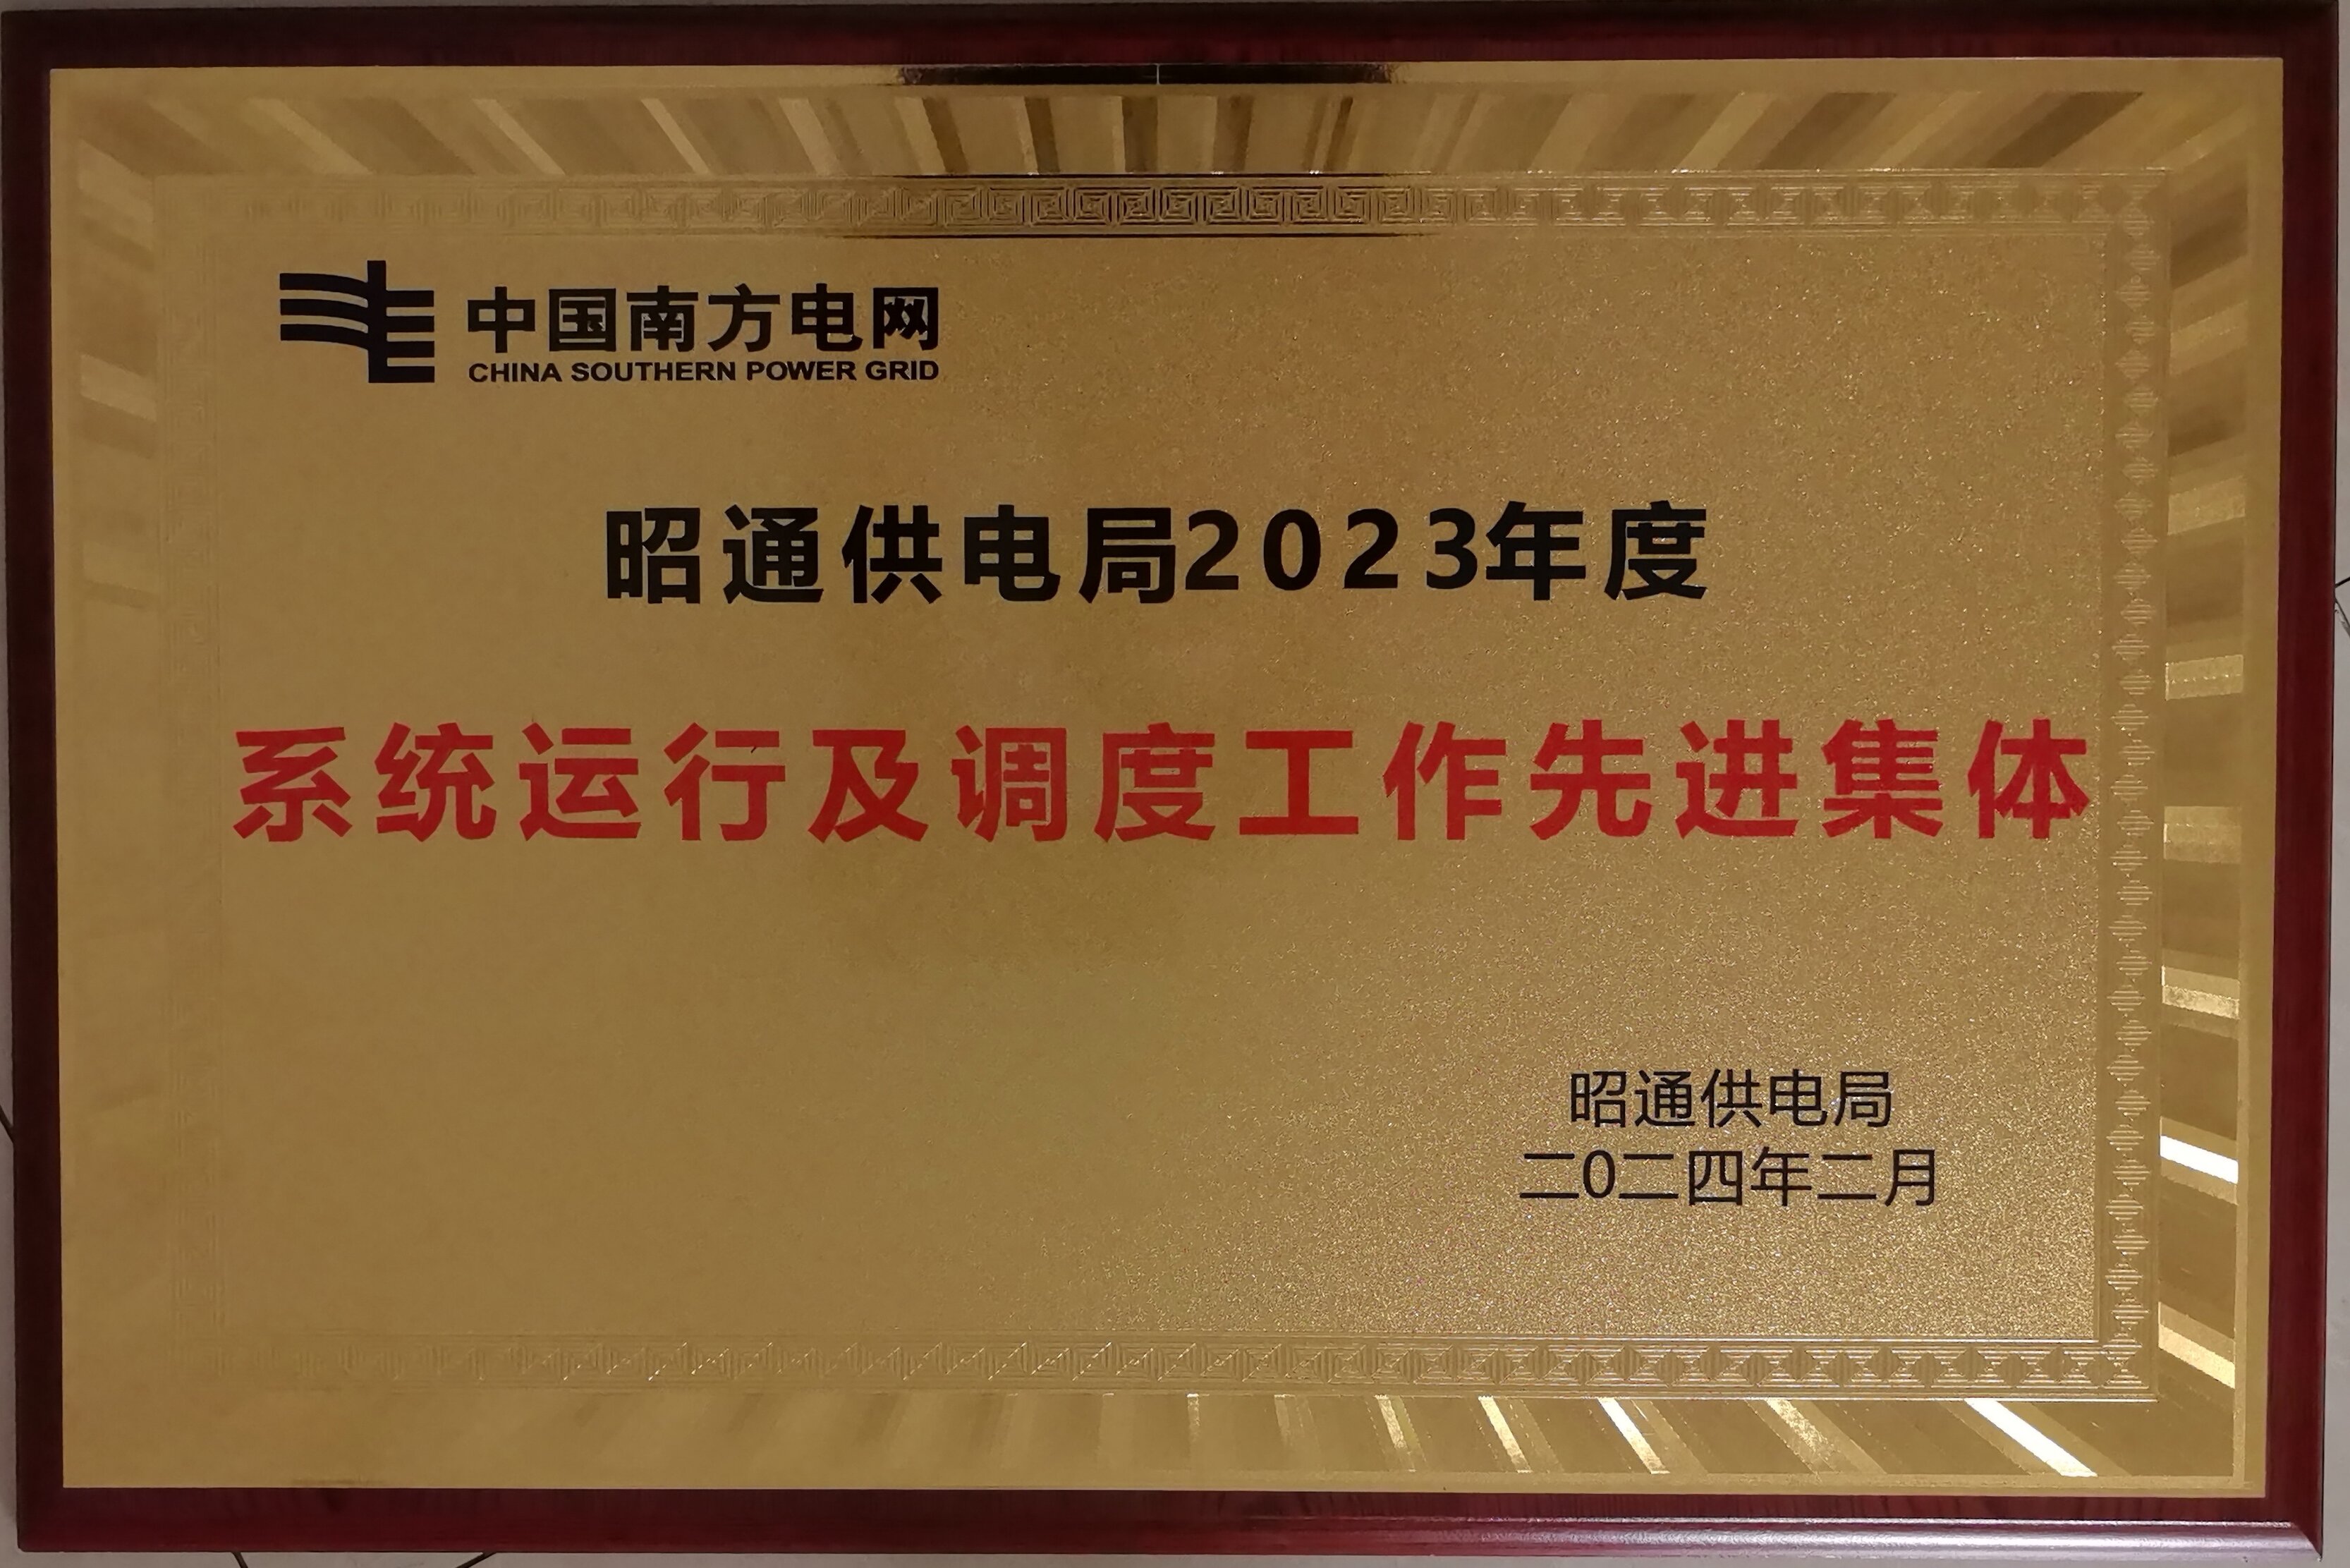 中国南方电网
CHINA SOUTHERN POWER GRID
昭通供电局2023年度
系统运行及调度工作先进集体
昭通供电局
二0二四年二月